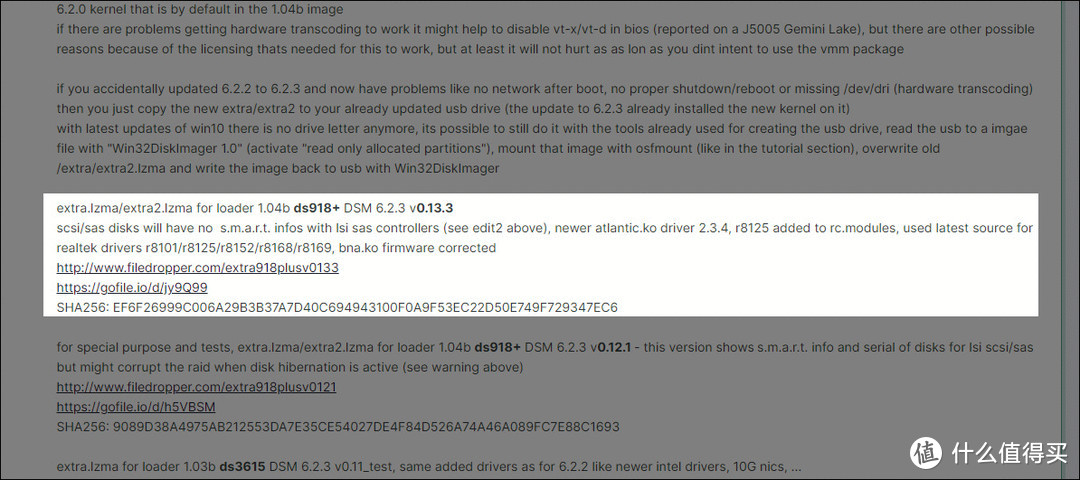 6.2.0 kernel that is by default in the 1.04b image
if there are problems getting hardware transcoding to work it might help to disable vt-x/vt-d in bios (reported on a J5005 Gemini Lake), but there are other possible
reasons because of the licensing thats needed for this to work, but at least it will not hurt as as lon as you dint intent to use the vmm package
if you accidentally updated 6.2.2 to 6.2.3 and now have problems like no network after boot, no proper shutdown/reboot or missing /dev/dri (hardware transcoding)
then you just copy the new extra/extra2 to your already updated usb drive (the update to 6.2.3 already installed the new kernel on it)
with latest updates of win10 there is no drive letter anymore, its possible to still do it with the tools already used for creating the usb drive, read the usb to a imgae
file with "Win32DiskImager 1.0" (activate "read only allocated partitions"), mount that image with osfmount (like in the tutorial section), overwrite old
/extra/extra2.lzma and write the image back to usb with Win32DiskImager
extra.lzma/extra2.lzma for loader 1.04b ds918+ DSM 6.2.3 v0.13.3
scsi/sas disks will have no s.m.a.r.t. infos with lsi sas controllers (see edit2 above), newer atlantic.ko driver 2.3.4, r8125 added to rc.modules, used latest source for
realtek drivers r8101/r8125/r8152/r8168/r8169, bna.ko firmware corrected
http://www.filedropper.com/extra918plusv0133
https://gofile.io/d/jy9Q99
SHA256: EF6F26999C006A29B3B37A7D40C694943100F0A9F53EC22D50E749F729347EC6
for special purpose and tests, extra.lzma/extra2.lzma for loader 1.04b ds918+ DSM 6.2.3 v0.12.1 - this version shows s.m.a.r.t. info and serial of disks for lsi scsi/sas
but might corrupt the raid when disk hibernation is active (see warning above)
http://www.filedropper.com/extra918plusv0121
https://gofile.io/d/h5VBSM
SHA256: 9089D38A4975AB212553DA7E35CE54027DE4F84D526A74A46A089FC7E88C1693
extra.lzma for loader 1.03b ds3615 DSM 6.2.3 v0.11_test, same added drivers as for 6.2.2 like newer intel drivers, 10G nics, ...
值 什么值得买